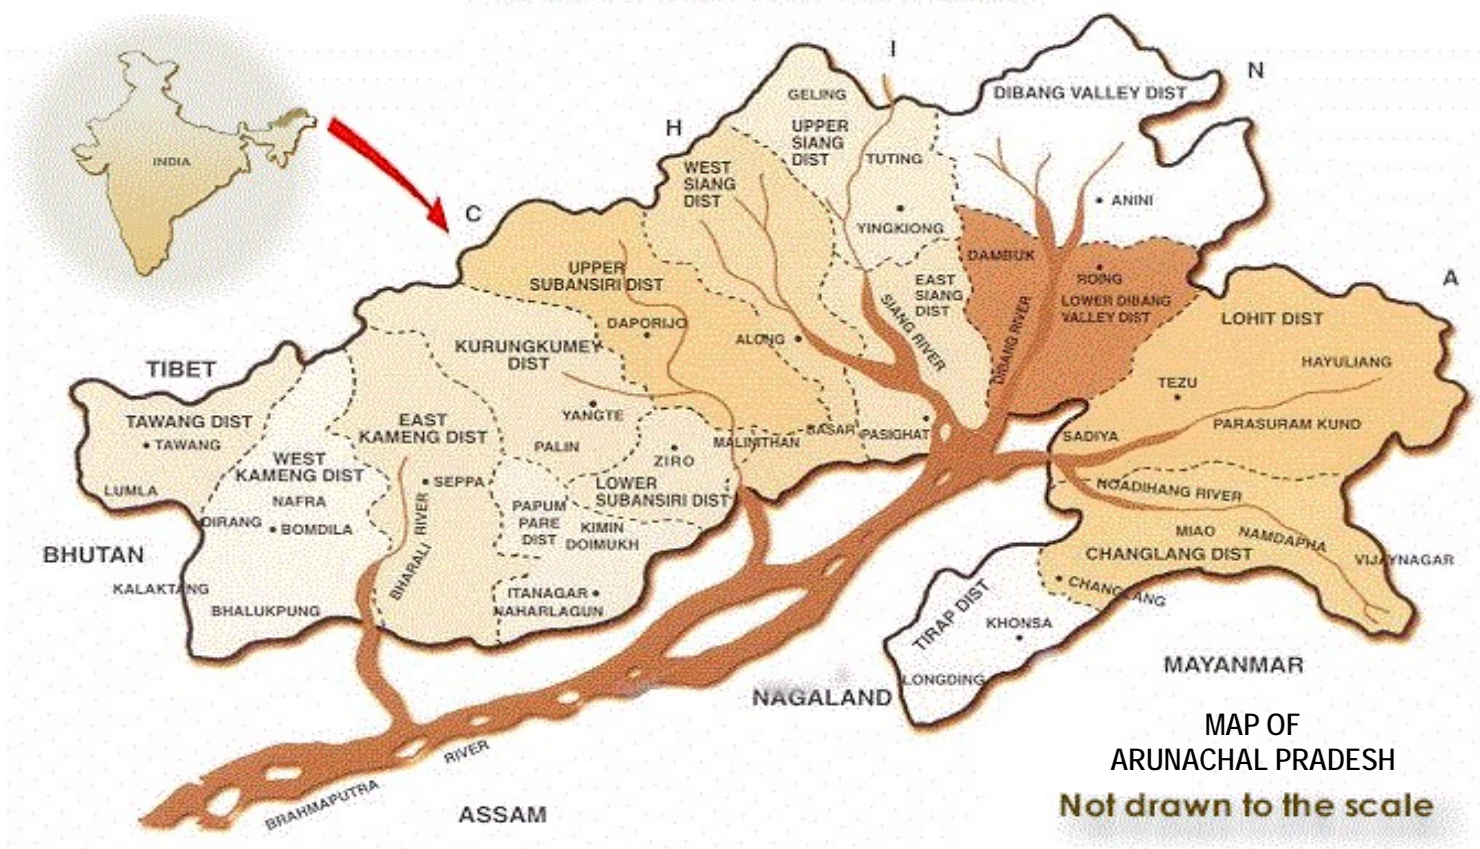 I
N
DIBANG VALLEY DIST
GELING
H
UPPER
SIANG
DIST
TUTING
WEST
SIANG
DIST
INDIA
ANINI
C
YINGKIONG
DAMBUK
UPPER
SUBANSIRI DIST
EAST
SIANG
DIST
ROING
LOWER DIBANG
VALLEY DIST
A
LOHIT DIST
SIANG RIVER
DIBANG RIVER
DAPORIJO
ALONG
KURUNGKUMEY
DIST
HAYULIANG
TIBET
TEZU
TAWANG DIST
TAWANG
EAST
KAMENG DIST
YANGTE
PARASURAM KUND
PALIN
MALINITHAN
BASAR
PASIGHAT
SADIYA
WEST
KAMENG DIST
ZIRO
LUMLA
NAFRA
SEPPA
LOWER
SUBANSIRI DIST
NOADIHANG RIVER
DIRANG
BOMDILA
PAPUM
PARE
DIST
KIMIN
DOIMUKH
MIAO
NAMDAPHA
BHUTAN
BHARALI RIVER
CHANGLANG DIST
VIJAYNAGAR
KALAKTANG
ITANAGAR
NAHARLAGUN
CHANGLANG
BHALUKPUNG
TIRAP DIST
KHONSA
MAYANMAR
LONGDING
NAGALAND
MAP OF
ARUNACHAL PRADESH
BRAHMAPUTRA RIVER
ASSAM
Not drawn to the scale